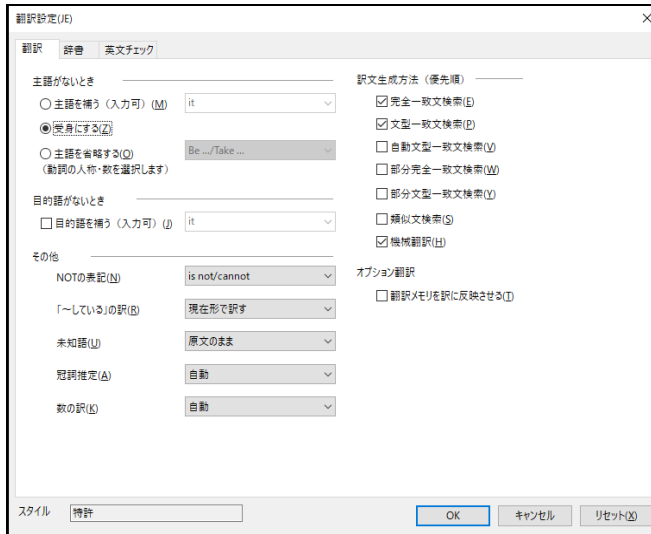 翻訳設定(JE)
翻訳 辞書 英文チェック
主語がないとき
主語を補う（入力可）(M) it
受身にする(Z)
主語を省略する(O) Be .../Take ...
(動詞の人称・数を選択します)
目的語がないとき
目的語を補う（入力可）(J) it
その他
NOTの表記(N) is not/cannot
「～している」の訳(R) 現在形で訳す
未知語(U) 原文のまま
冠詞推定(A) 自動
数の訳(K) 自動
訳文生成方法（優先順）
完全一致文検索(E)
文型一致文検索(P)
自動文型一致文検索(V)
部分完全一致文検索(W)
部分文型一致文検索(Y)
類似文検索(S)
機械翻訳(H)
オプション翻訳
翻訳メモリを訳に反映させる(T)
スタイル 特許
OK キャンセル リセット(X)